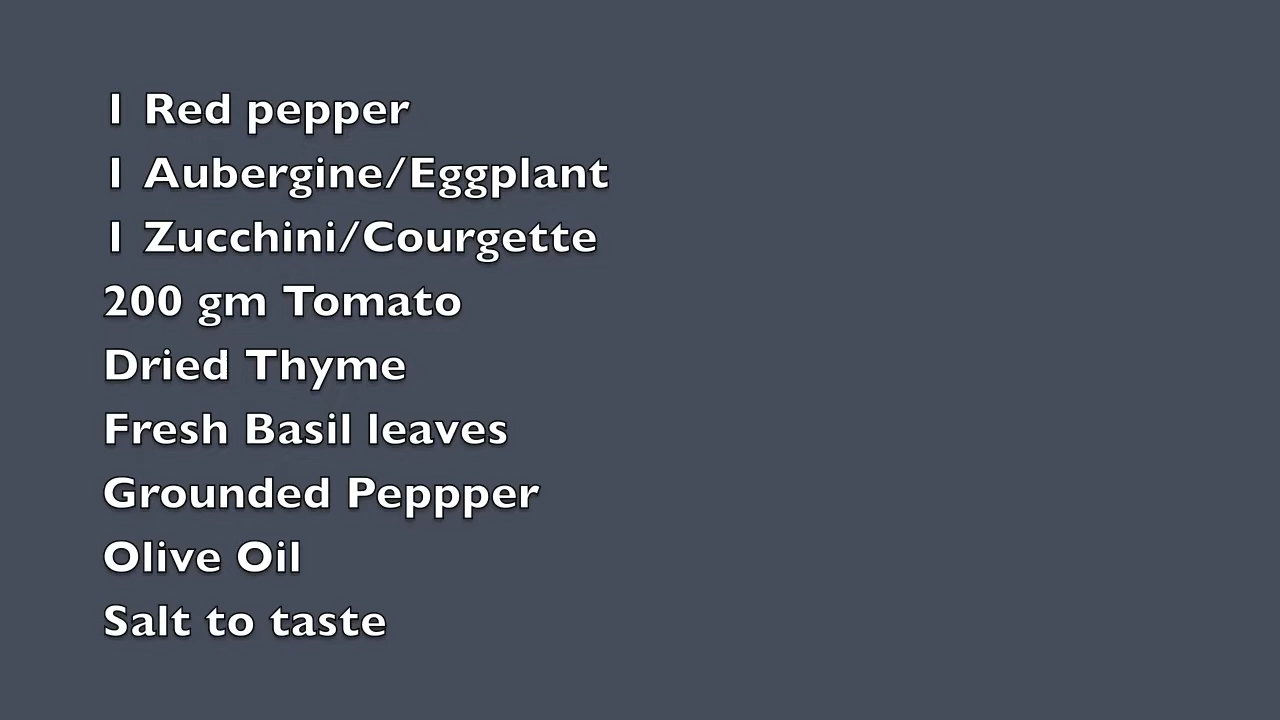 1 Red pepper
1 Aubergine/Eggplant
1 Zucchini/Courgette
200 gm Tomato
Dried Thyme
Fresh Basil leaves
Grounded Peppper
Olive Oil
Salt to taste